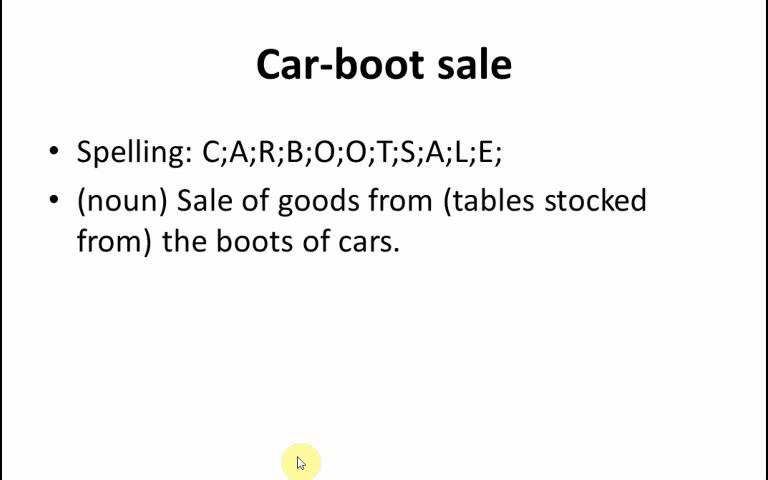 Car-boot sale
• Spelling: C;A;R;B;O;O;T;S;A;L;E;
• (noun) Sale of goods from (tables stocked
from) the boots of cars.